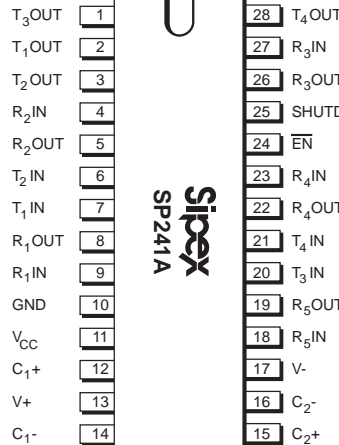 T3OUT 1
T1OUT 2
T2OUT 3
R2IN 4
R2OUT 5
T2 IN 6
T1 IN 7
R1OUT 8
R1IN 9
GND 10
VCC 11
C1+ 12
V+ 13
C1- 14
Sipex
SP241A
28 T4OUT
27 R3IN
26 R3OUT
25 SHUTD
24 EN
23 R4IN
22 R4OUT
21 T4 IN
20 T3 IN
19 R5OUT
18 R5IN
17 V-
16 C2-
15 C2+